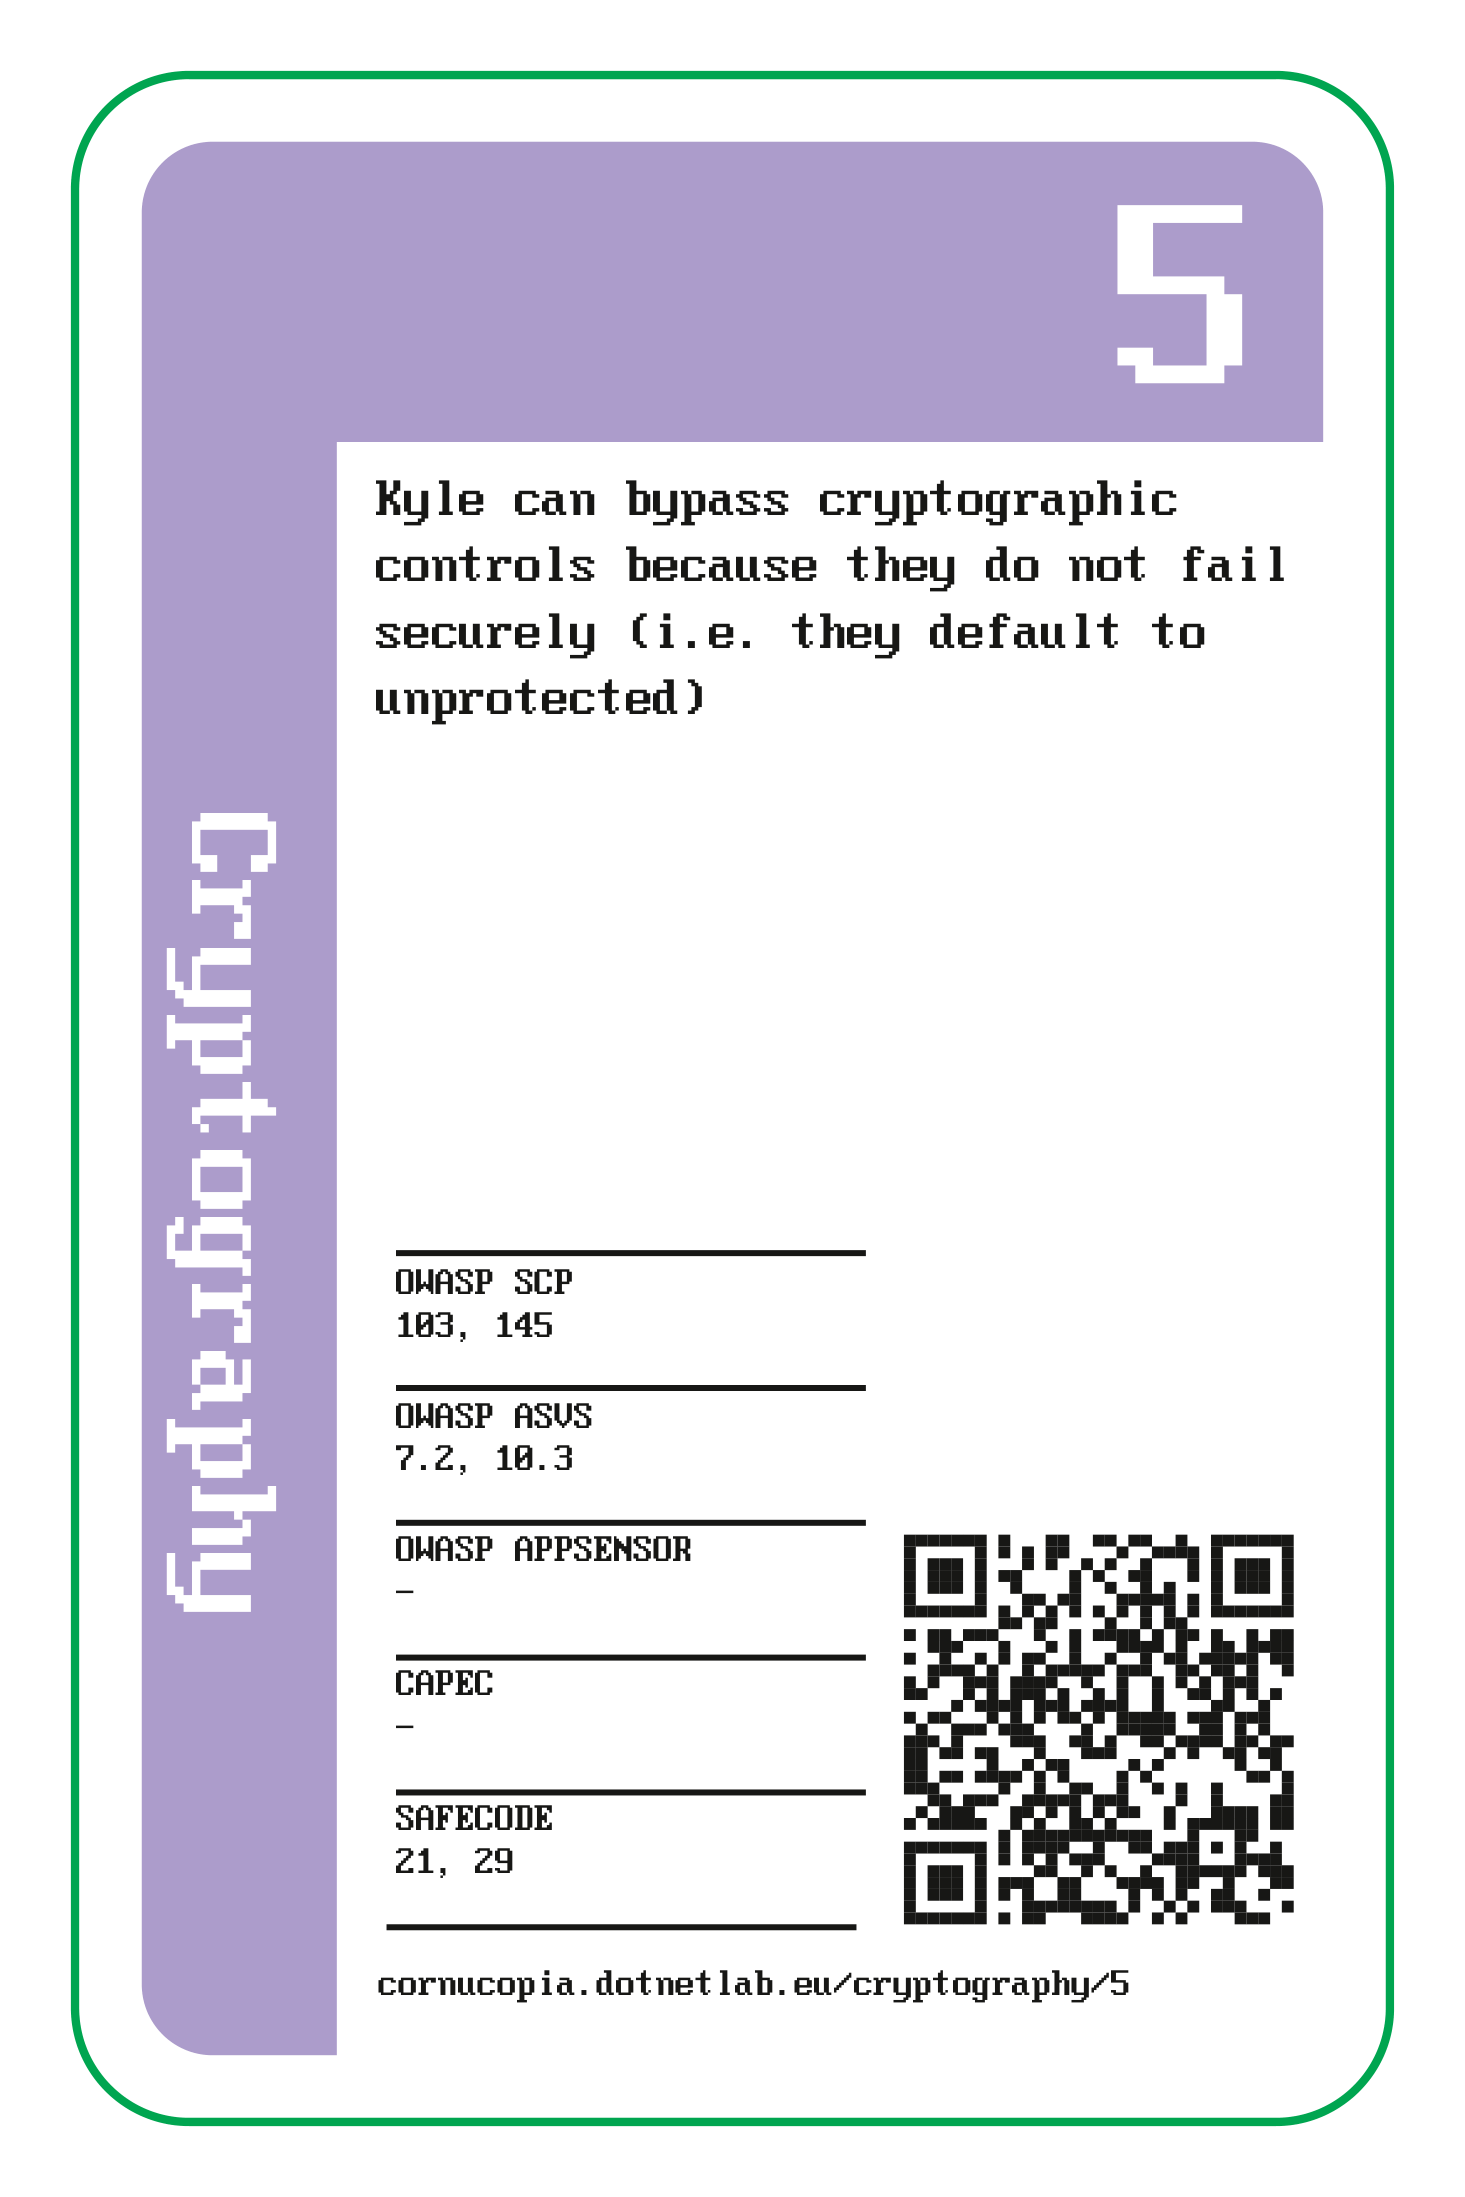 5
Kyle can bypass cryptographic
controls because they do not fail
securely (i.e. they default to
unprotected)
Cryptography
OWASP SCP
103, 145
OWASP ASVS
7.2, 10.3
OWASP APPSENSOR
–
CAPEC
–
SAFECODE
21, 29
cornucopia.dotnetlab.eu/cryptography/5